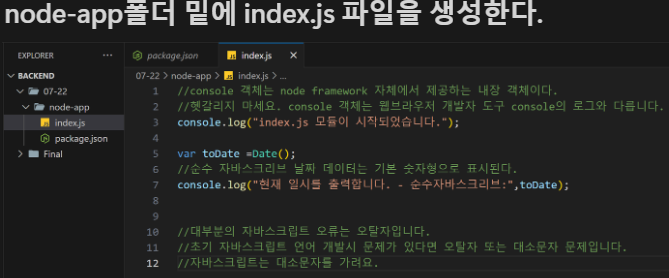 node-app폴더 밑에 index.js 파일을 생성한다.
EXPLORER ...
package.json
index.js ×
BACKEND
07-22
node-app
index.js
package.json
Final
07-22 > node-app > index.js > ...
1 //console 객체는 node framework 자체에서 제공하는 내장 객체이다.
2 //헷갈리지 마세요. console 객체는 웹브라우저 개발자 도구 console의 로그와 다릅니다.
3 console.log("index.js 모듈이 시작되었습니다.");
4
5 var toDate =Date();
6 //순수 자바스크리브 날짜 데이터는 기본 숫자형으로 표시된다.
7 console.log("현재 일시를 출력합니다. - 순수자바스크리브:",toDate);
8
9
10 //대부분의 자바스크립트 오류는 오탈자입니다.
11 //초기 자바스크립트 언어 개발시 문제가 있다면 오탈자 또는 대소문자 문제입니다.
12 //자바스크립트는 대소문자를 가려요.